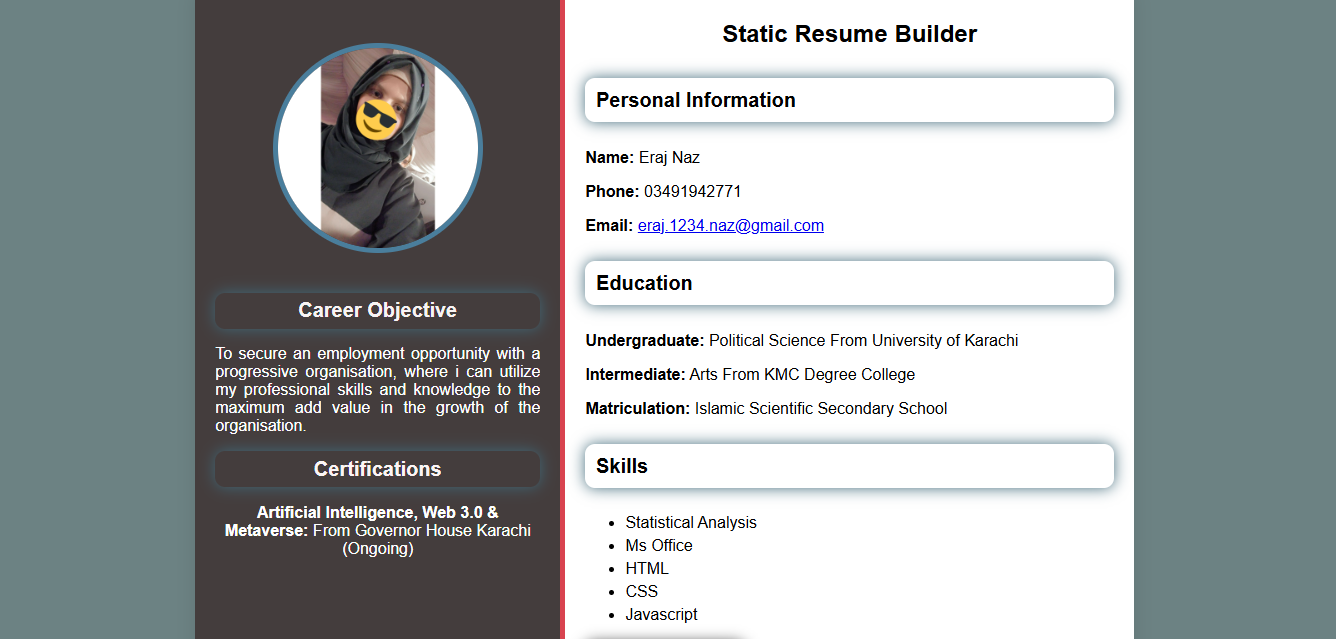 Career Objective
To secure an employment opportunity with a
progressive organisation, where i can utilize
my professional skills and knowledge to the
maximum add value in the growth of the
organisation.
Certifications
Artificial Intelligence, Web 3.0 &
Metaverse: From Governor House Karachi
(Ongoing)
Static Resume Builder
Personal Information
Name: Eraj Naz
Phone: 03491942771
Email: eraj.1234.naz@gmail.com
Education
Undergraduate: Political Science From University of Karachi
Intermediate: Arts From KMC Degree College
Matriculation: Islamic Scientific Secondary School
Skills
Statistical Analysis
Ms Office
HTML
CSS
Javascript